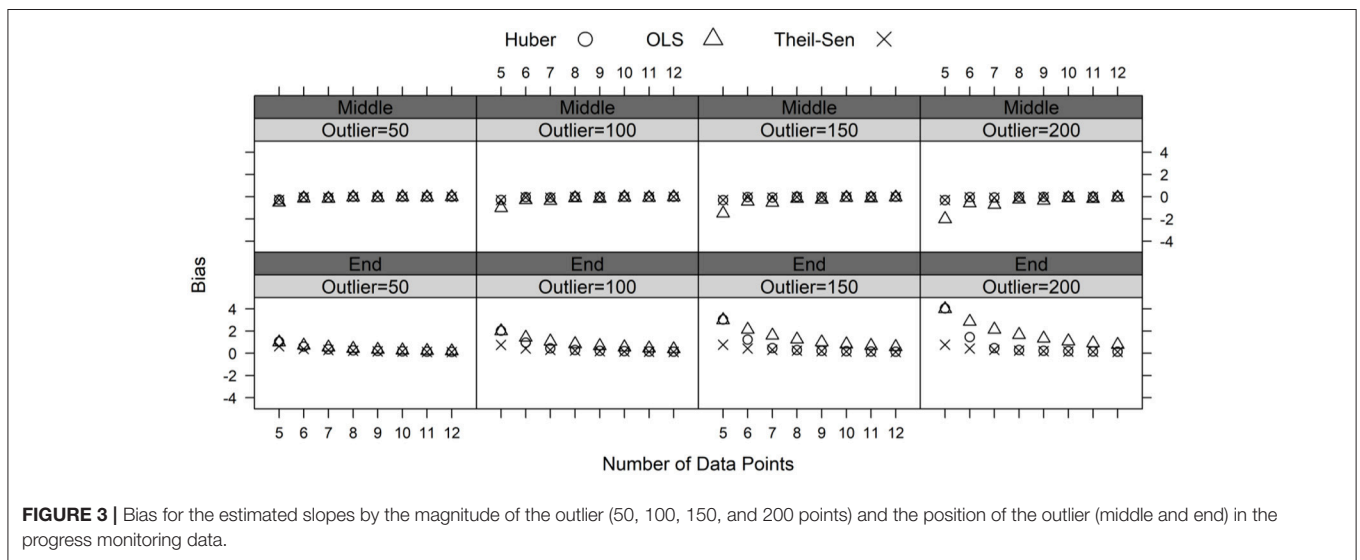 Huber ○ OLS △ Theil-Sen ×
5 6 7 8 9 10 11 12 5 6 7 8 9 10 11 12
Middle Middle Middle Middle
Outlier=50 Outlier=100 Outlier=150 Outlier=200
4
2
0
-2
-4
End End End End
Outlier=50 Outlier=100 Outlier=150 Outlier=200
4
2
0
-2
-4
Bias
5 6 7 8 9 10 11 12 5 6 7 8 9 10 11 12
Number of Data Points
FIGURE 3 | Bias for the estimated slopes by the magnitude of the outlier (50, 100, 150, and 200 points) and the position of the outlier (middle and end) in the
progress monitoring data.